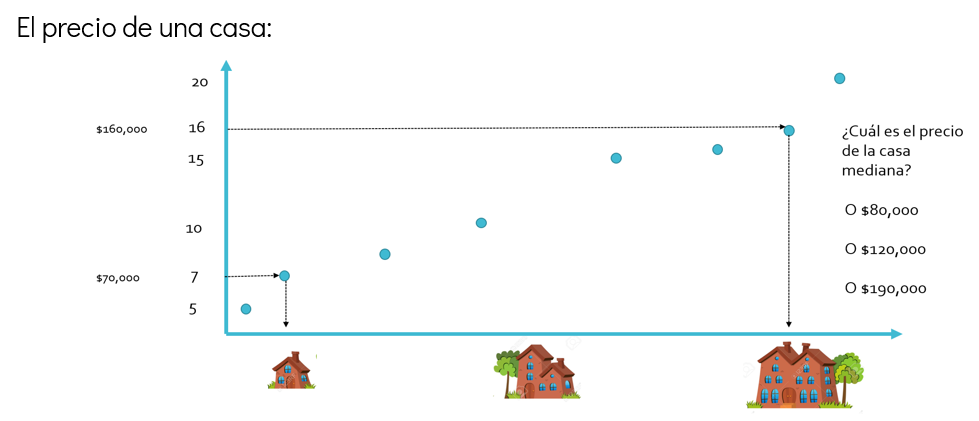 El precio de una casa:
20
$160,000
16
15
10
$70,000
7
5
¿Cuál es el precio
de la casa
mediana?
O $80,000
O $120,000
O $190,000